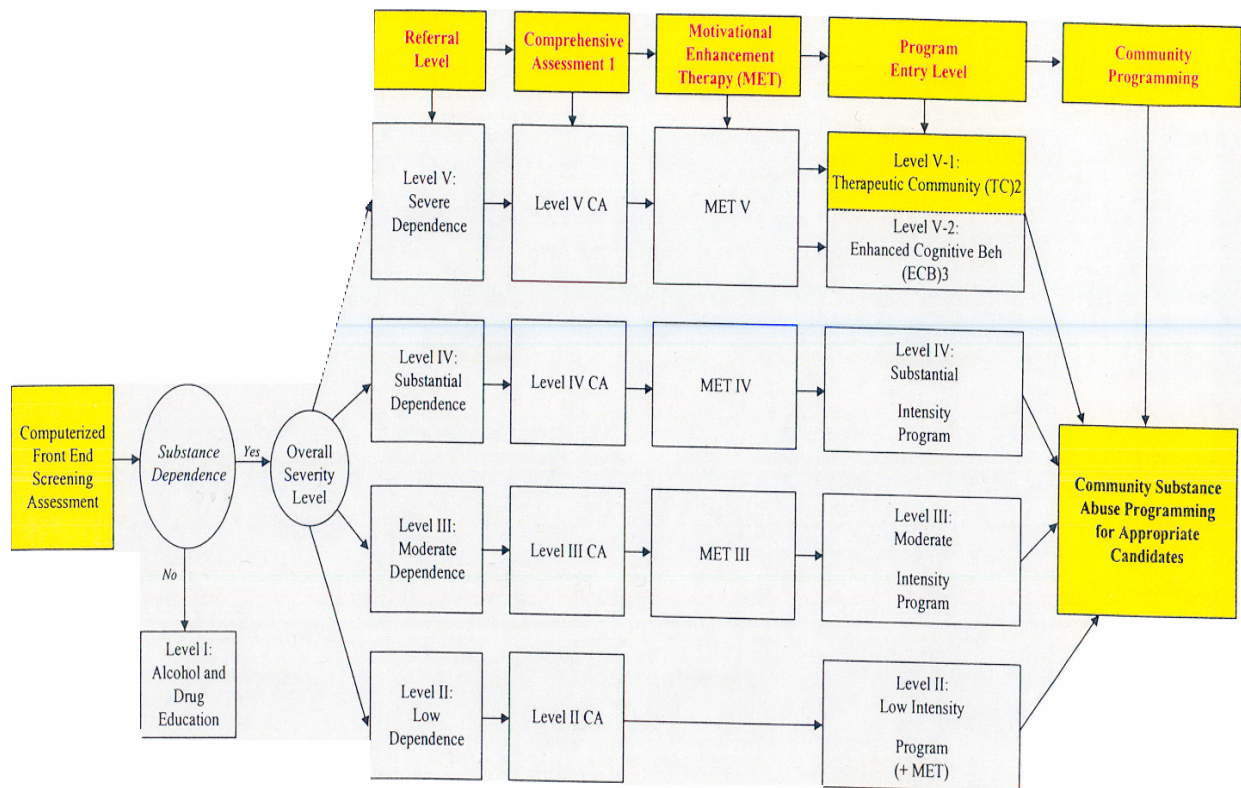 Referral
Level
Comprehensive
Assessment 1
Motivational
Enhancement
Therapy (MET)
Program
Entry Level
Community
Programming
Level V:
Severe
Dependence
Level V CA
MET V
Level V-1:
Therapeutic Community (TC)2
Level V-2:
Enhanced Cognitive Beh
(ECB)3
Level IV:
Substantial
Dependence
Level IV CA
MET IV
Level IV:
Substantial
Intensity
Program
Computerized
Front End
Screening
Assessment
Substance
Dependence
Yes
Overall
Severity
Level
No
Level I:
Alcohol and
Drug
Education
Level III:
Moderate
Dependence
Level III CA
MET III
Level III:
Moderate
Intensity
Program
Level II:
Low
Dependence
Level II CA
Level II:
Low Intensity
Program
(+ MET)
Community Substance
Abuse Programming
for Appropriate
Candidates